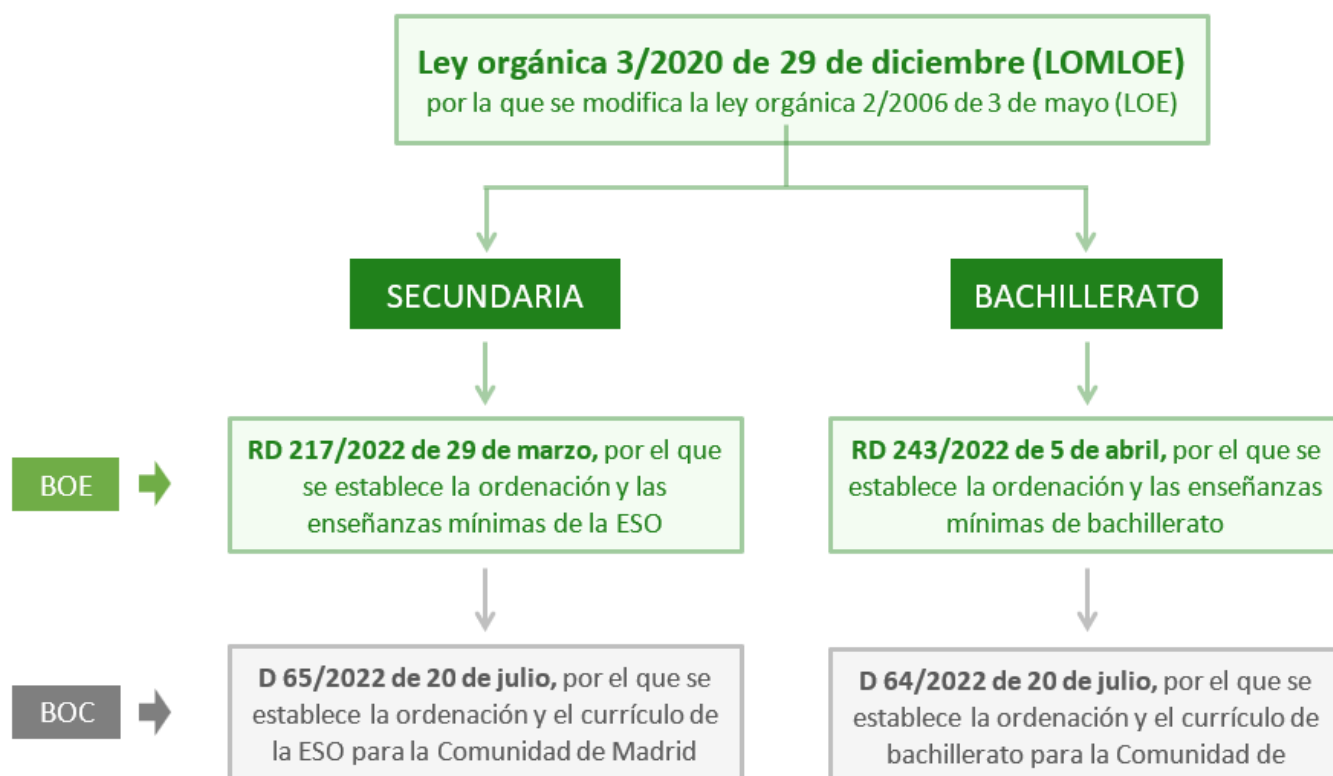 Ley orgánica 3/2020 de 29 de diciembre (LOMLOE)
por la que se modifica la ley orgánica 2/2006 de 3 de mayo (LOE)
SECUNDARIA
BACHILLERATO
BOE
RD 217/2022 de 29 de marzo, por el que
se establece la ordenación y las
enseñanzas mínimas de la ESO
RD 243/2022 de 5 de abril, por el que se
establece la ordenación y las enseñanzas
mínimas de bachillerato
BOC
D 65/2022 de 20 de julio, por el que se
establece la ordenación y el currículo de
la ESO para la Comunidad de Madrid
D 64/2022 de 20 de julio, por el que se
establece la ordenación y el currículo de
bachillerato para la Comunidad de